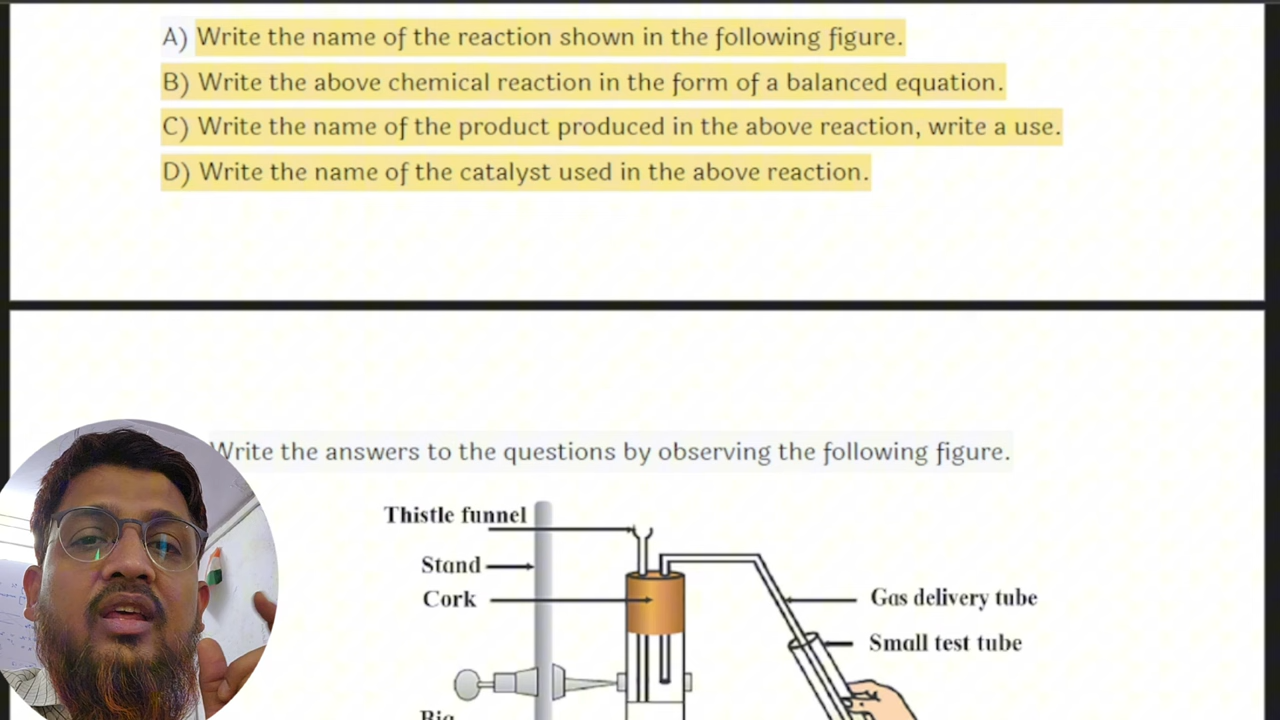 A) Write the name of the reaction shown in the following figure.
B) Write the above chemical reaction in the form of a balanced equation.
C) Write the name of the product produced in the above reaction, write a use.
D) Write the name of the catalyst used in the above reaction.
Write the answers to the questions by observing the following figure.
Thistle funnel
Stand
Cork
Gas delivery tube
Small test tube
Big